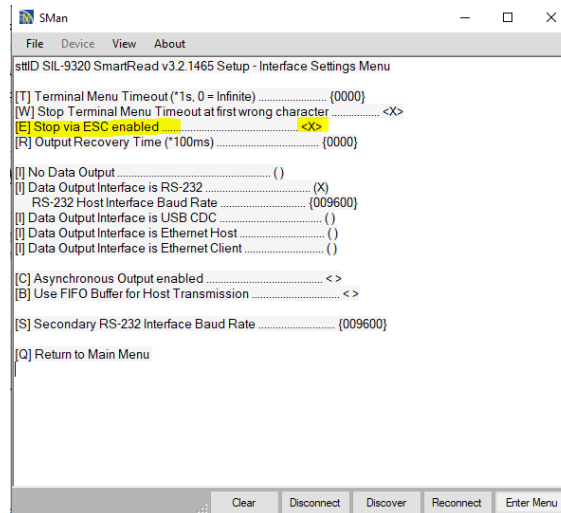 SMan
File Device View About
sttID SIL-9320 SmartRead v3.2.1465 Setup - Interface Settings Menu
[T] Terminal Menu Timeout (*1s, 0 = Infinite) ........................ {0000}
[W] Stop Terminal Menu Timeout at first wrong character ................. <X>
[E] Stop via ESC enabled ................................................. <X>
[R] Output Recovery Time (*100ms) .................................... {0000}
[I] No Data Output ...................................................... ( )
[I] Data Output Interface is RS-232 ...................................... (X)
RS-232 Host Interface Baud Rate .............................. {009600}
[I] Data Output Interface is USB CDC .................................... ( )
[I] Data Output Interface is Ethernet Host .............................. ( )
[I] Data Output Interface is Ethernet Client ............................ ( )
[C] Asynchronous Output enabled ......................................... < >
[B] Use FIFO Buffer for Host Transmission ............................... < >
[S] Secondary RS-232 Interface Baud Rate ........................... {009600}
[Q] Return to Main Menu
Clear Disconnect Discover Reconnect Enter Menu